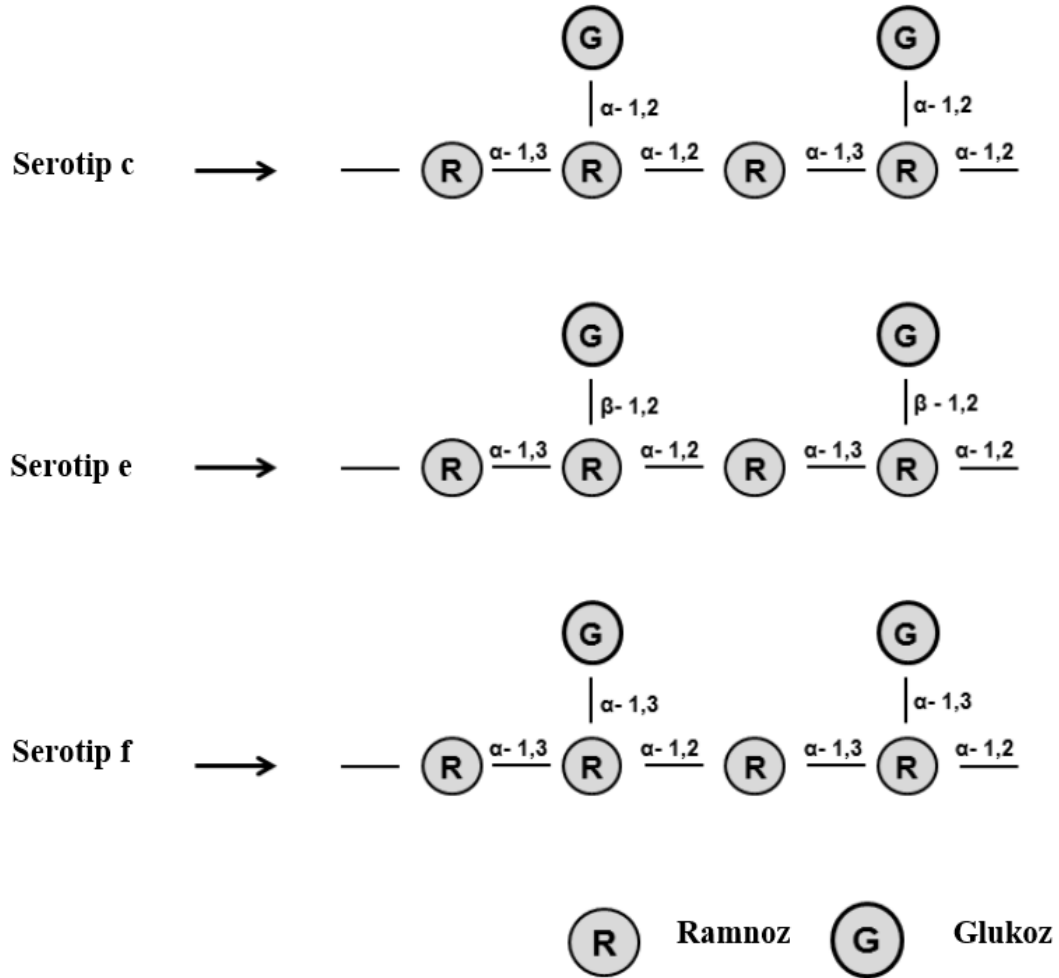 G G
α- 1,2 α- 1,2
Serotip c R α- 1,3 R α- 1,2 R α- 1,3 R α- 1,2
G G
β- 1,2 β - 1,2
Serotip e R α- 1,3 R α- 1,2 R α- 1,3 R α- 1,2
G G
α- 1,3 α- 1,3
Serotip f R α- 1,3 R α- 1,2 R α- 1,3 R α- 1,2
R Ramnoz G Glukoz